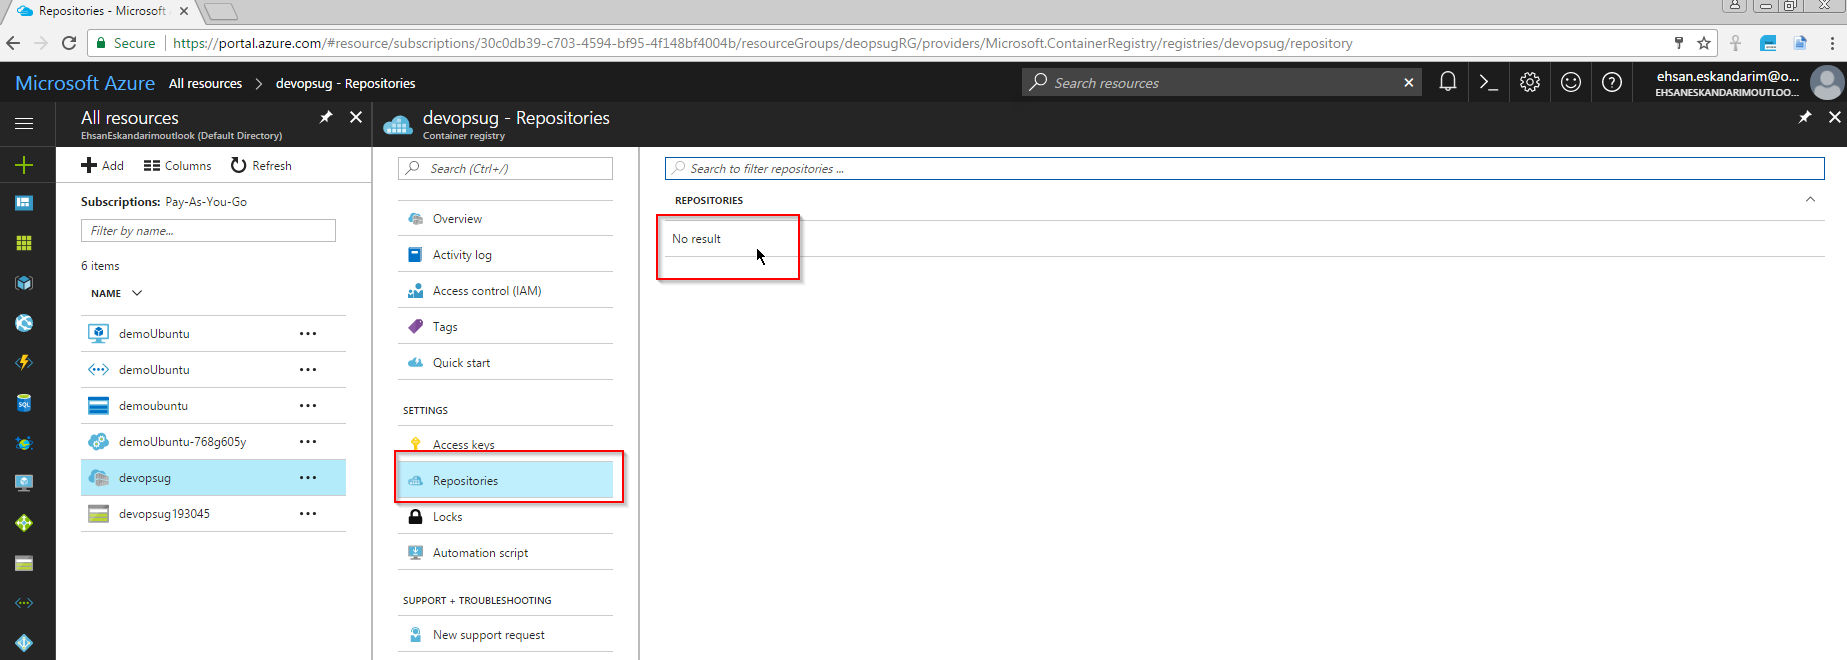 Repositories - Microsoft
Secure
https://portal.azure.com/#resource/subscriptions/30c0db39-c703-4594-bf95-4f148bf4004b/resourceGroups/deopsugRG/providers/Microsoft.ContainerRegistry/registries/devopsug/repository
Microsoft Azure All resources > devopsug - Repositories
Search resources
ehsan.eskandarim@o...
EHSANESKANDARIMOUTLOO...
All resources
EhsanEskandarimoutlook (Default Directory)
Add Columns Refresh
Subscriptions: Pay-As-You-Go
Filter by name...
6 items
NAME
demoUbuntu
demoUbuntu
demoubuntu
demoUbuntu-768g605y
devopsug
devopsug193045
devopsug - Repositories
Container registry
Search (Ctrl+/)
Overview
Activity log
Access control (IAM)
Tags
Quick start
SETTINGS
Access keys
Repositories
Locks
Automation script
SUPPORT + TROUBLESHOOTING
New support request
Search to filter repositories ...
REPOSITORIES
No result